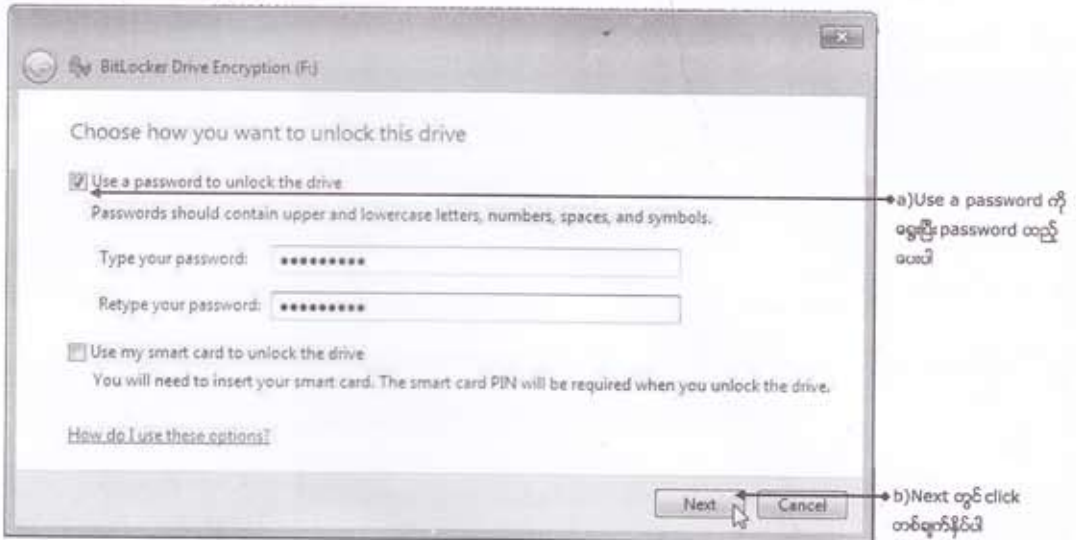 BitLocker Drive Encryption (F:)
Choose how you want to unlock this drive
Use a password to unlock the drive
Passwords should contain upper and lowercase letters, numbers, spaces, and symbols.
Type your password: •••••••••
Retype your password: •••••••••
Use my smart card to unlock the drive
You will need to insert your smart card. The smart card PIN will be required when you unlock the drive.
How do I use these options?
Next
Cancel
a)Use a password ကို
ရွေးပြီး password ထည့်
ပေးပါ
b)Next တွင် click
တစ်ချက်နှိပ်ပါ